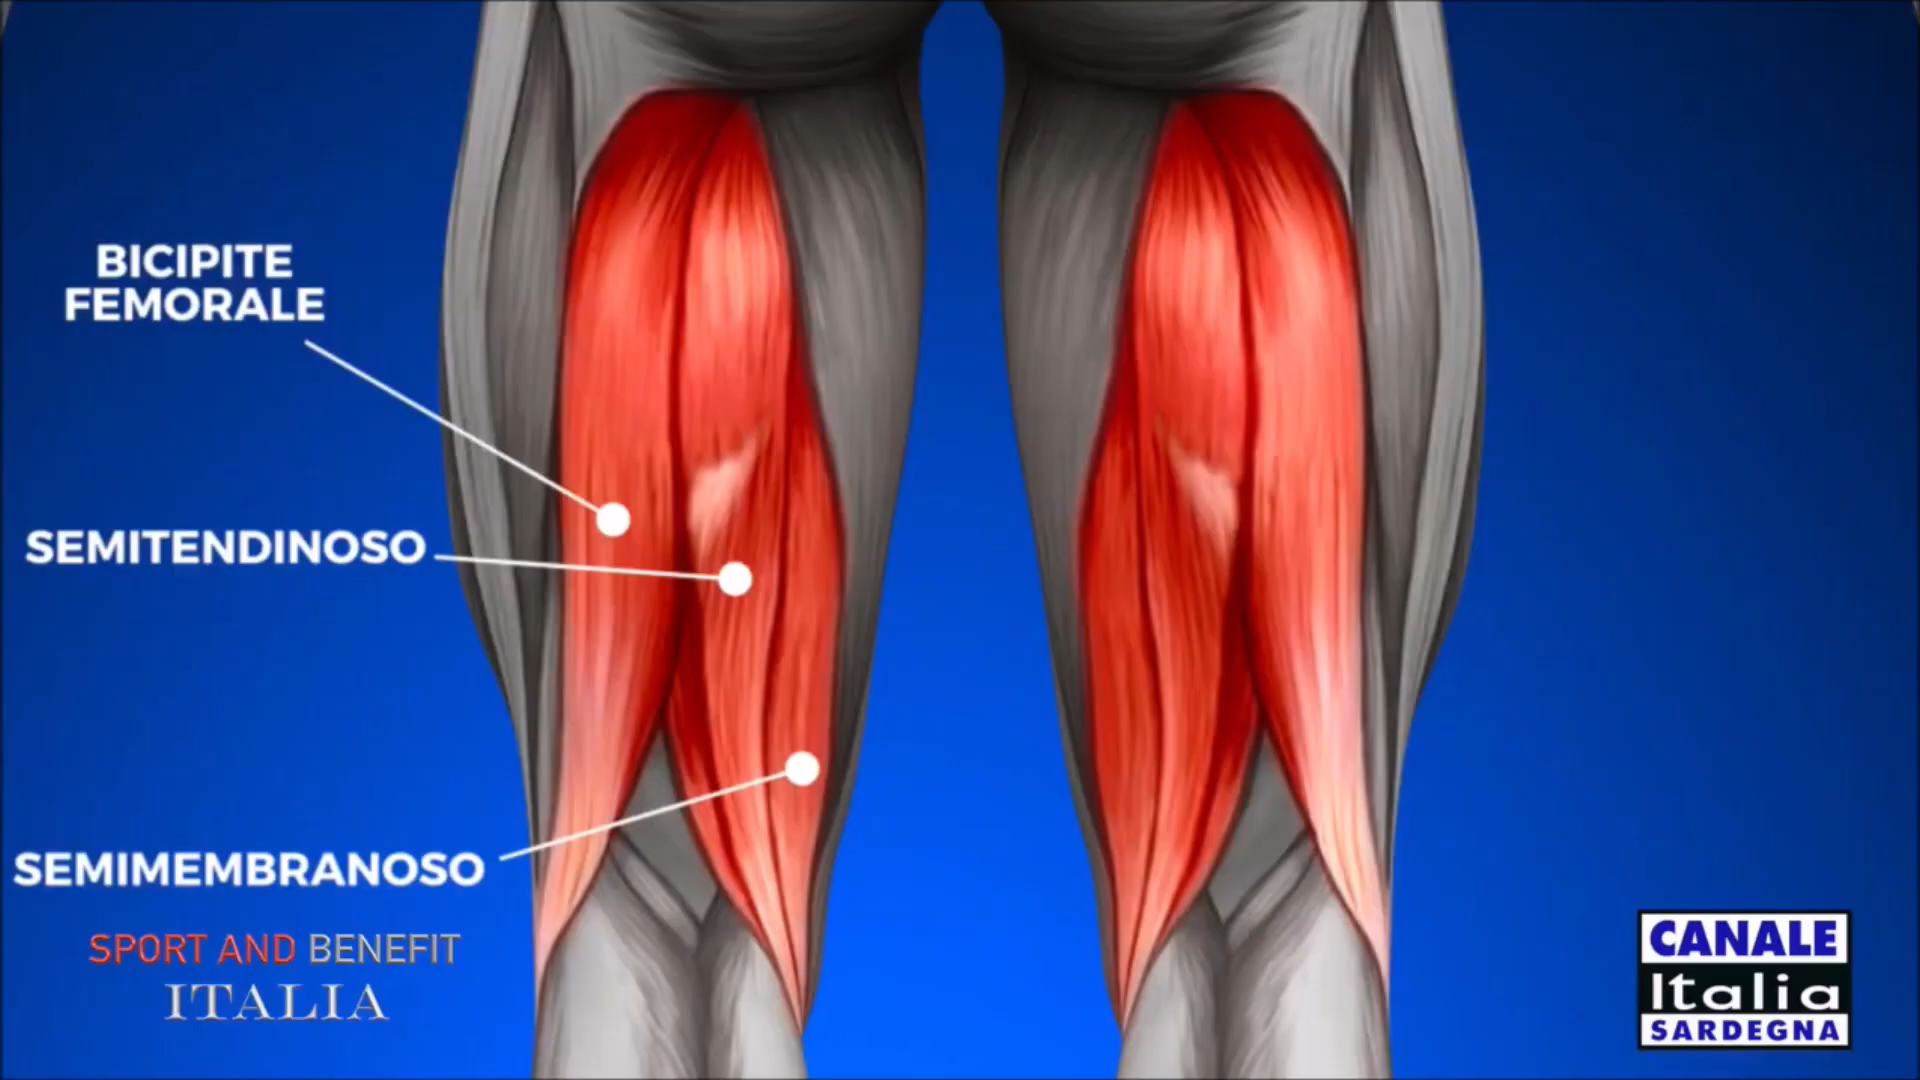 BICIPITE
FEMORALE
SEMITENDINOSO
SEMIMEMBRANOSO
SPORT AND BENEFIT
ITALIA
CANALE
Italia
SARDEGNA